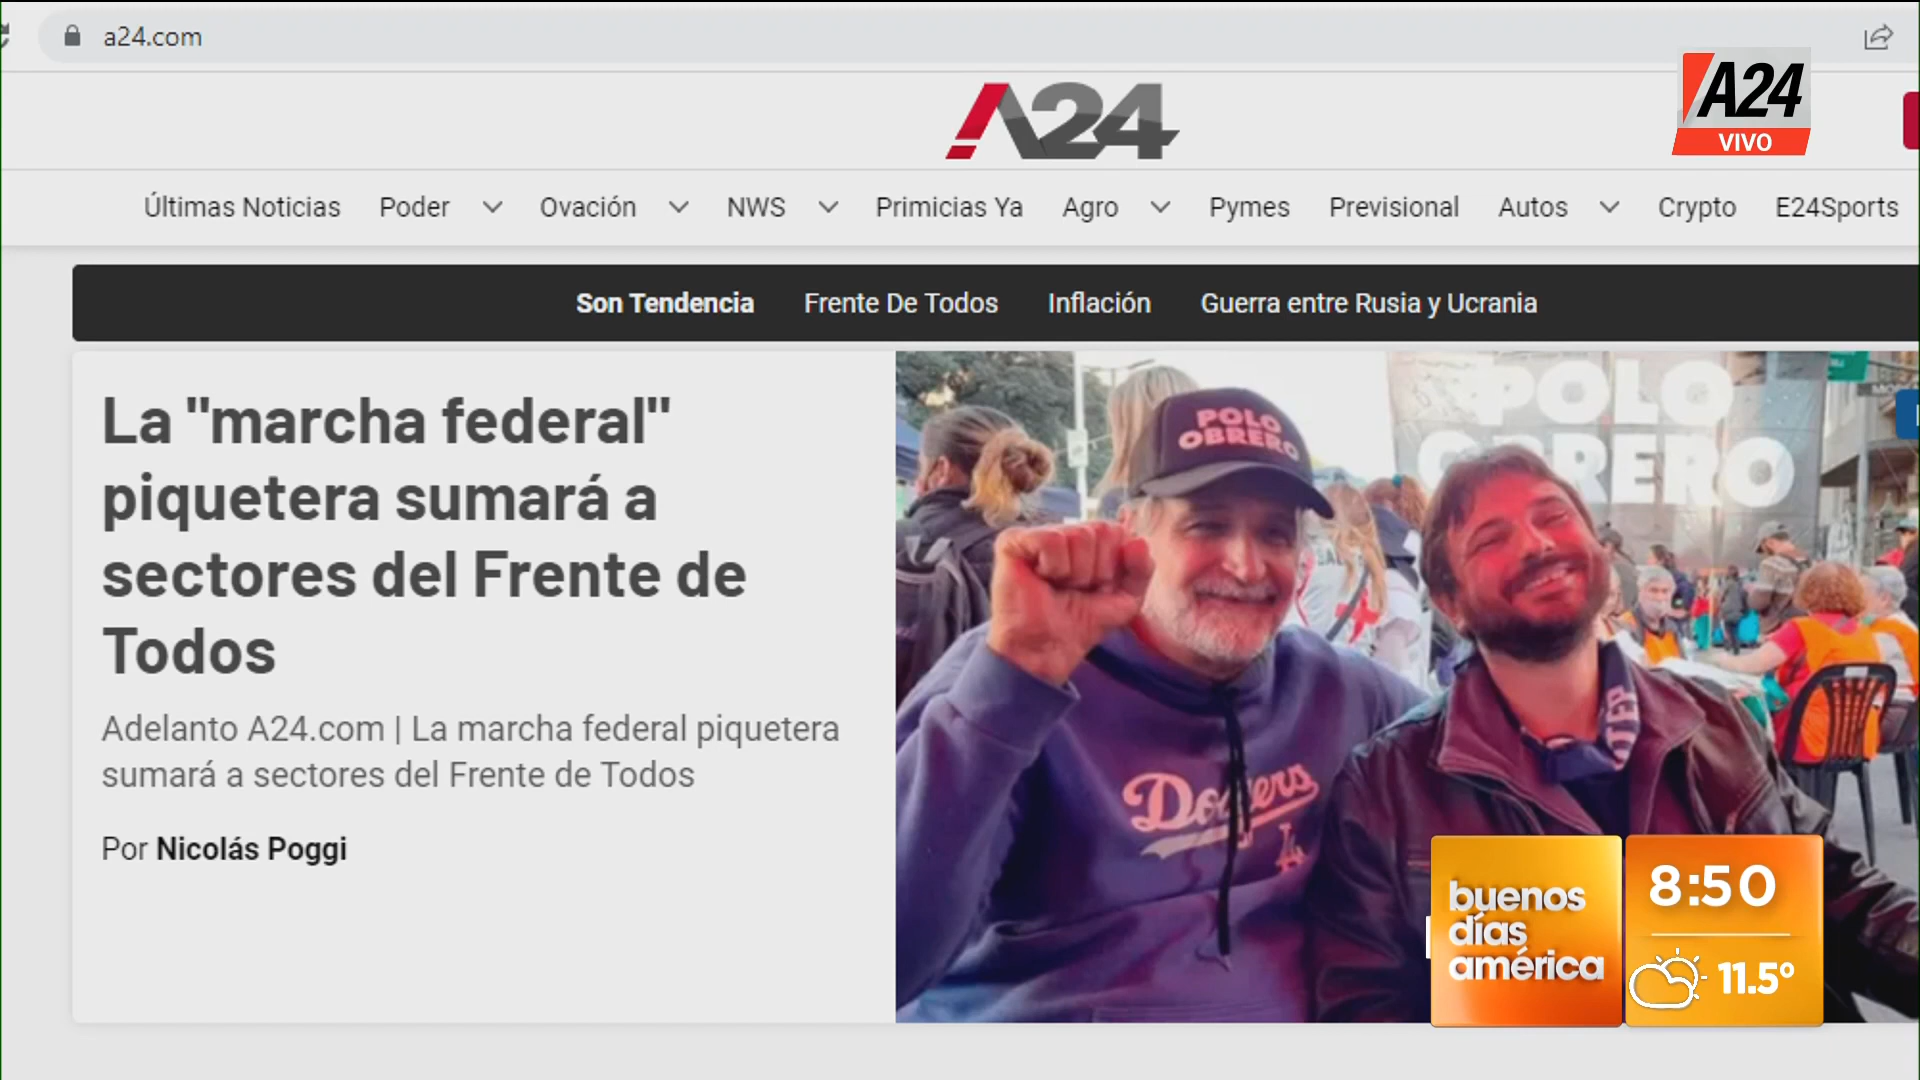 a24.com
A24
A24
VIVO
Últimas Noticias Poder Ovación NWS Primicias Ya Agro Pymes Previsional Autos Crypto E24Sports
Son Tendencia Frente De Todos Inflación Guerra entre Rusia y Ucrania
La "marcha federal"
piquetera sumará a
sectores del Frente de
Todos
Adelanto A24.com | La marcha federal piquetera
sumará a sectores del Frente de Todos
Por Nicolás Poggi
POLO
OBRERO
POLO
OBRERO
Dodgers
LA
buenos
días
américa
8:50
11.5°